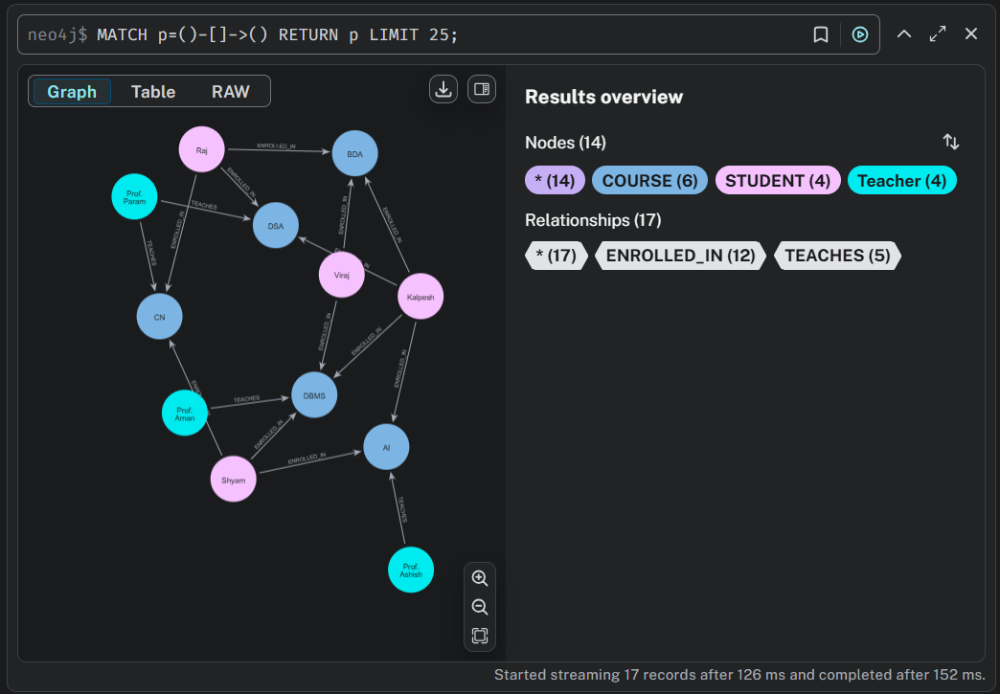 neo4j$ MATCH p=()-[]->() RETURN p LIMIT 25;
Graph Table RAW
Results overview
Nodes (14)
* (14) COURSE (6) STUDENT (4) Teacher (4)
Relationships (17)
* (17) ENROLLED_IN (12) TEACHES (5)
Raj
ENROLLED_IN
BDA
Prof.
Param
ENROLLED_IN
TEACHES
ENROLLED_IN
DSA
ENROLLED_IN
ENROLLED_IN
TEACHES
Viraj
Kalpesh
CN
ENROLLED_IN
ENROLLED_IN
ENROLLED_IN
DBMS
TEACHES
Prof.
Aman
ENROLLED_IN
AI
ENROLLED_IN
Shyam
TEACHES
Prof.
Ashish
Started streaming 17 records after 126 ms and completed after 152 ms.